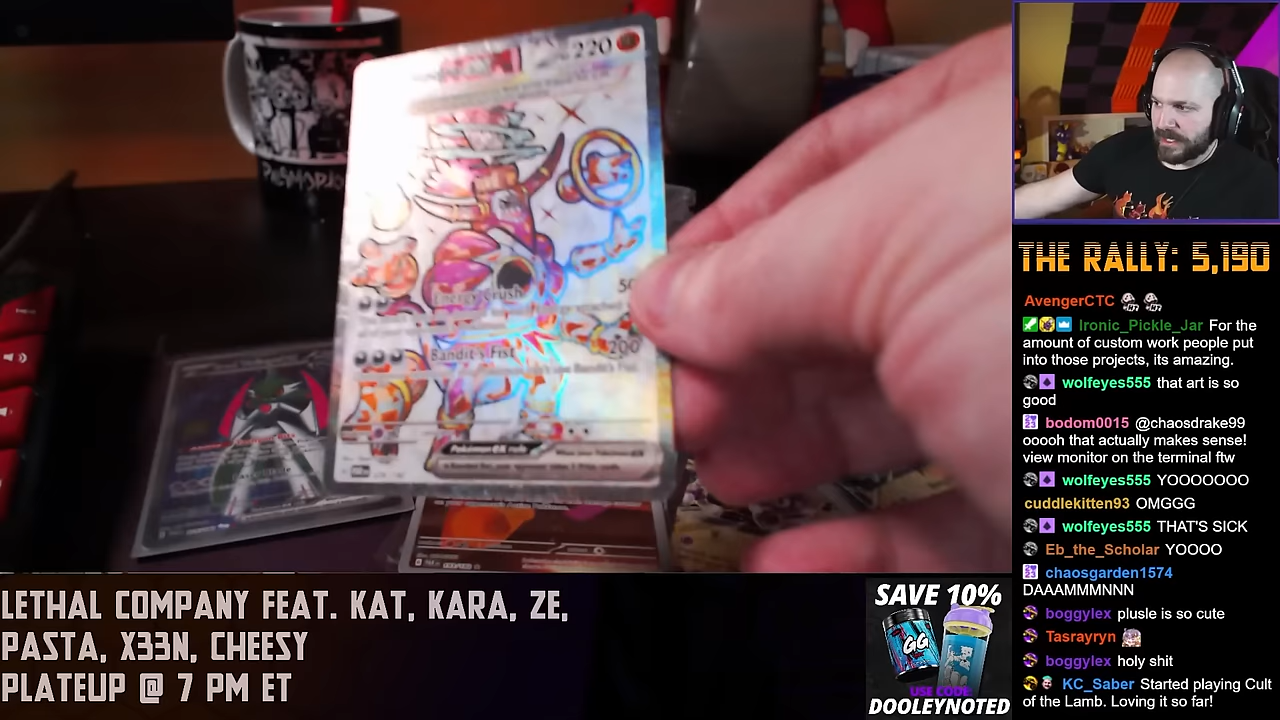 220
Energy Crush
50
Bandit's Fist
200
Pokémon ex rule
LETHAL COMPANY FEAT. KAT, KARA, ZE,
PASTA, X33N, CHEESY
PLATEUP @ 7 PM ET
SAVE 10%
GG
USE CODE:
DOOLEYNOTED
THE RALLY: 5,190
AvengerCTC
Ironic_Pickle_Jar For the
amount of custom work people put
into those projects, its amazing.
wolfeyes555 that art is so
good
bodom0015 @chaosdrake99
ooooh that actually makes sense!
view monitor on the terminal ftw
wolfeyes555 YOOOOOOO
cuddlekitten93 OMGGG
wolfeyes555 THAT'S SICK
Eb_the_Scholar YOOOO
chaosgarden1574
DAAAMMMNNN
boggylex plusle is so cute
Tasrayryn
boggylex holy shit
KC_Saber Started playing Cult
of the Lamb. Loving it so far!